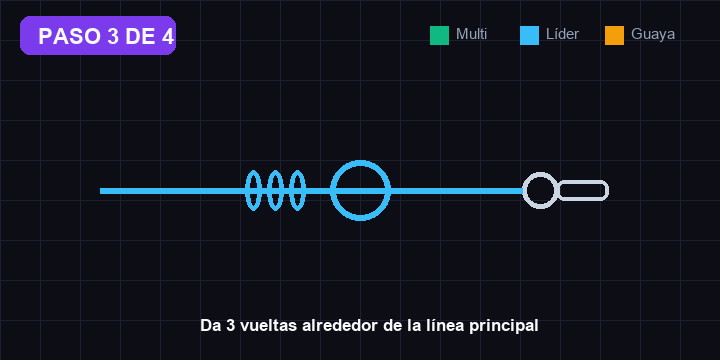 PASO 3 DE 4
Multi
Líder
Guaya
Da 3 vueltas alrededor de la línea principal